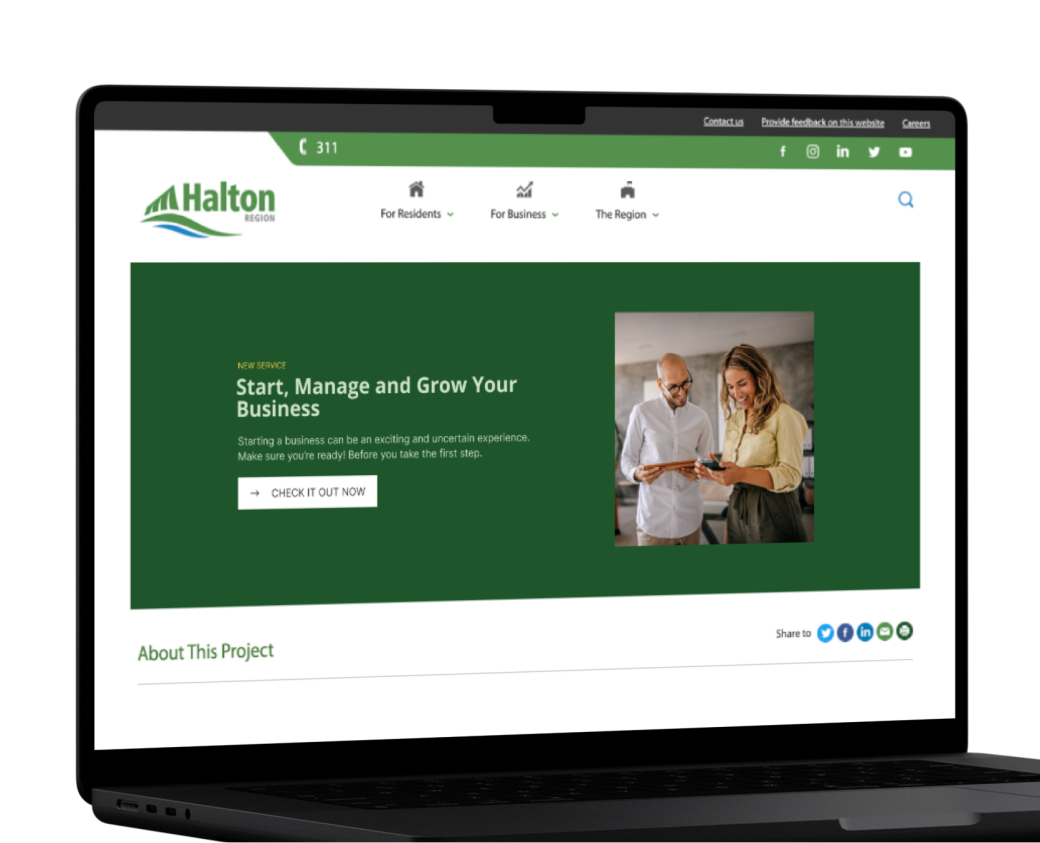 Contact us Provide feedback on this website Careers
311
Halton
REGION
For Residents For Business The Region
NEW SERVICE
Start, Manage and Grow Your
Business
Starting a business can be an exciting and uncertain experience.
Make sure you're ready! Before you take the first step.
→ CHECK IT OUT NOW
About This Project
Share to